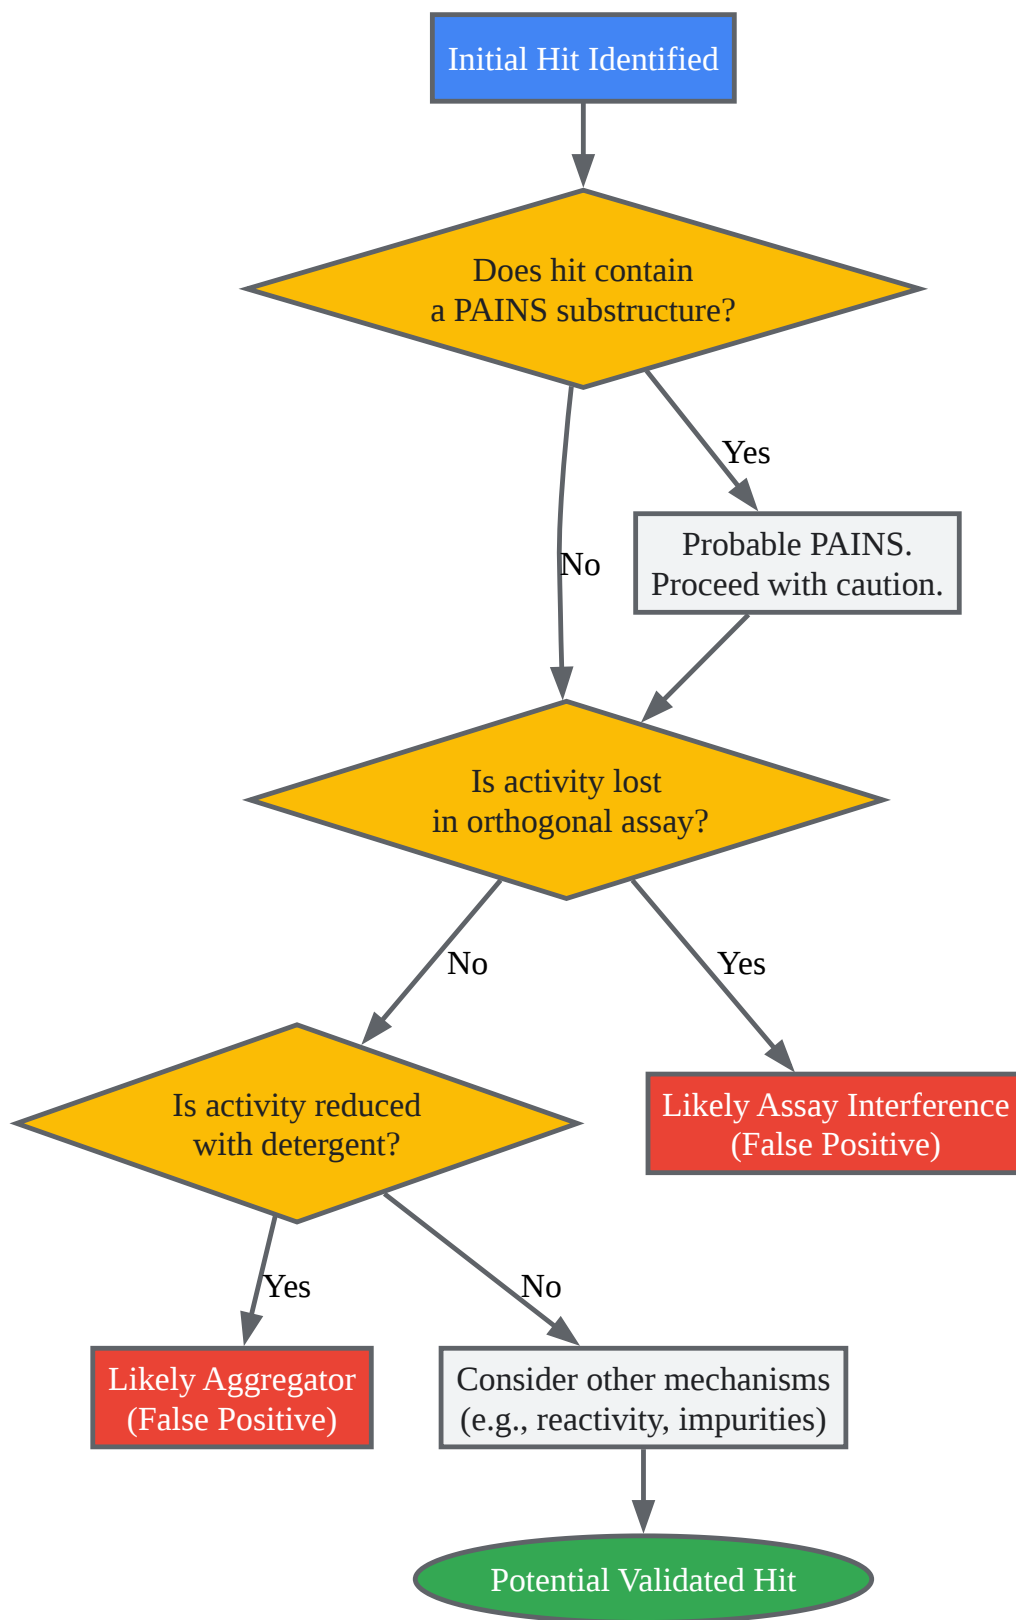 Initial Hit Identified
Does hit contain
a PAINS substructure?
Yes
No
Probable PAINS.
Proceed with caution.
Is activity lost
in orthogonal assay?
No
Yes
Is activity reduced
with detergent?
Likely Assay Interference
(False Positive)
Yes
No
Likely Aggregator
(False Positive)
Consider other mechanisms
(e.g., reactivity, impurities)
Potential Validated Hit